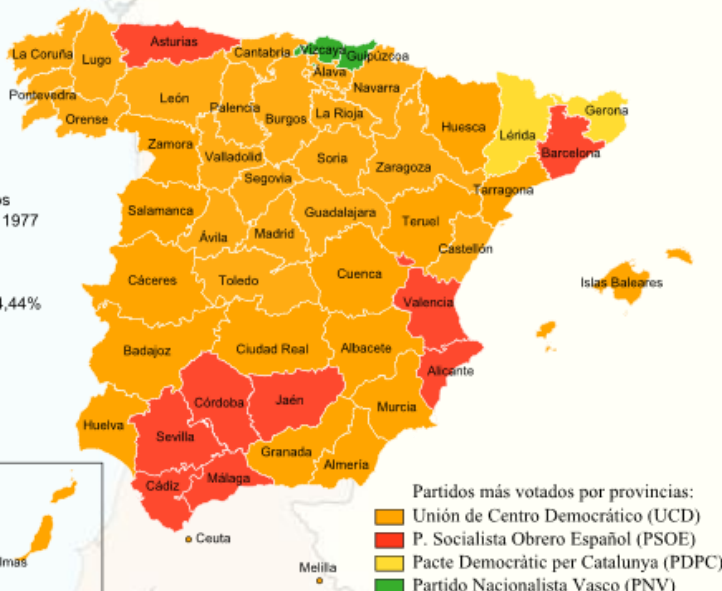 Asturias
Cantabria
Vizcaya
Guipúzcoa
La Coruña
Lugo
Álava
Navarra
Pontevedra
León
Palencia
Burgos
La Rioja
Orense
Huesca
Lérida
Gerona
Zamora
Valladolid
Soria
Zaragoza
Barcelona
Segovia
Tarragona
1977
Salamanca
Ávila
Madrid
Guadalajara
Teruel
Castellón
Cáceres
Toledo
Cuenca
Islas Baleares
4,44%
Valencia
Badajoz
Ciudad Real
Albacete
Alicante
Córdoba
Jaén
Murcia
Huelva
Sevilla
Granada
Almería
Cádiz
Málaga
Ceuta
Melilla
Partidos más votados por provincias:
Unión de Centro Democrático (UCD)
P. Socialista Obrero Español (PSOE)
Pacte Democràtic per Catalunya (PDPC)
Partido Nacionalista Vasco (PNV)